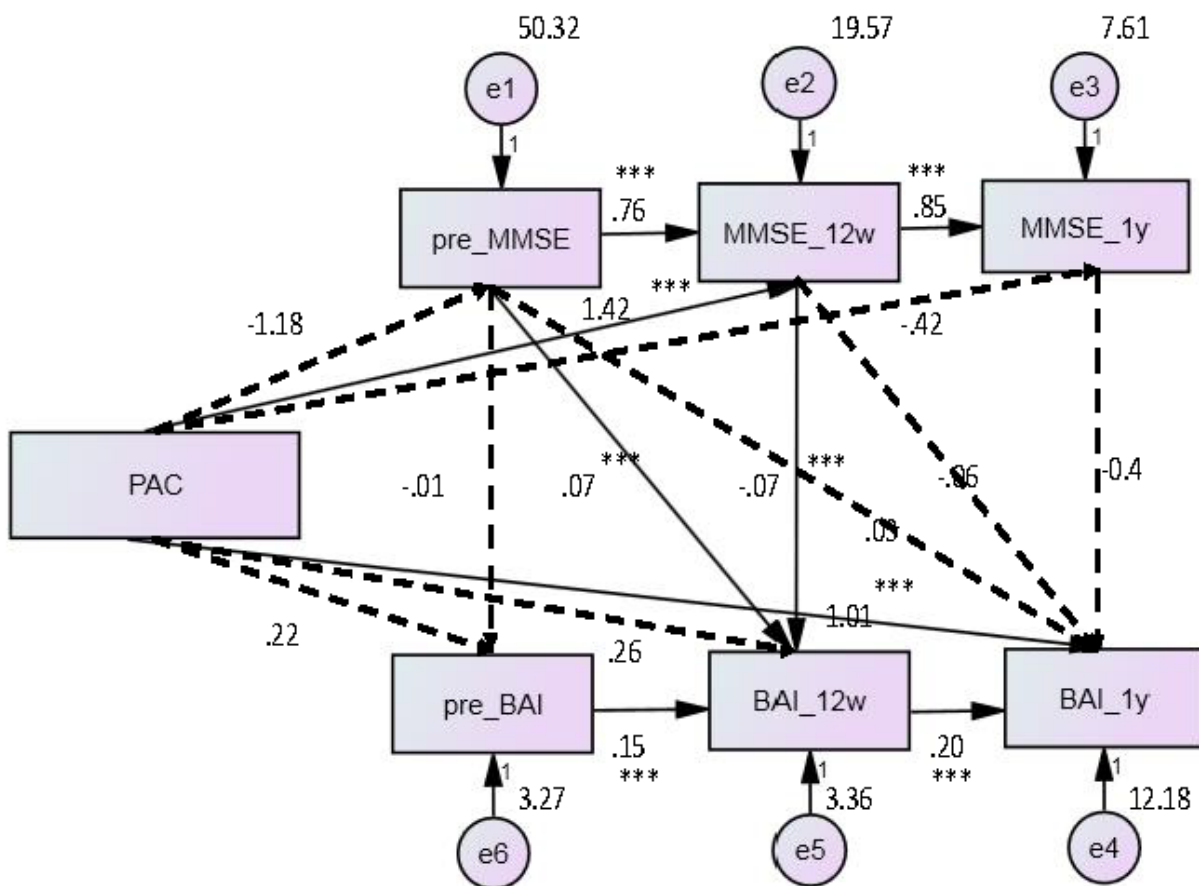 50.32
19.57
7.61
e1
e2
e3
1
1
1
***
***
.76
.85
pre_MMSE
MMSE_12w
MMSE_1y
***
-1.18
1.42
-.42
PAC
***
***
-.01
.07
-.07
-.06
-0.4
***
.22
.26
1.01
pre_BAI
BAI_12w
BAI_1y
.15
.20
***
***
1
1
1
3.27
3.36
12.18
e6
e5
e4